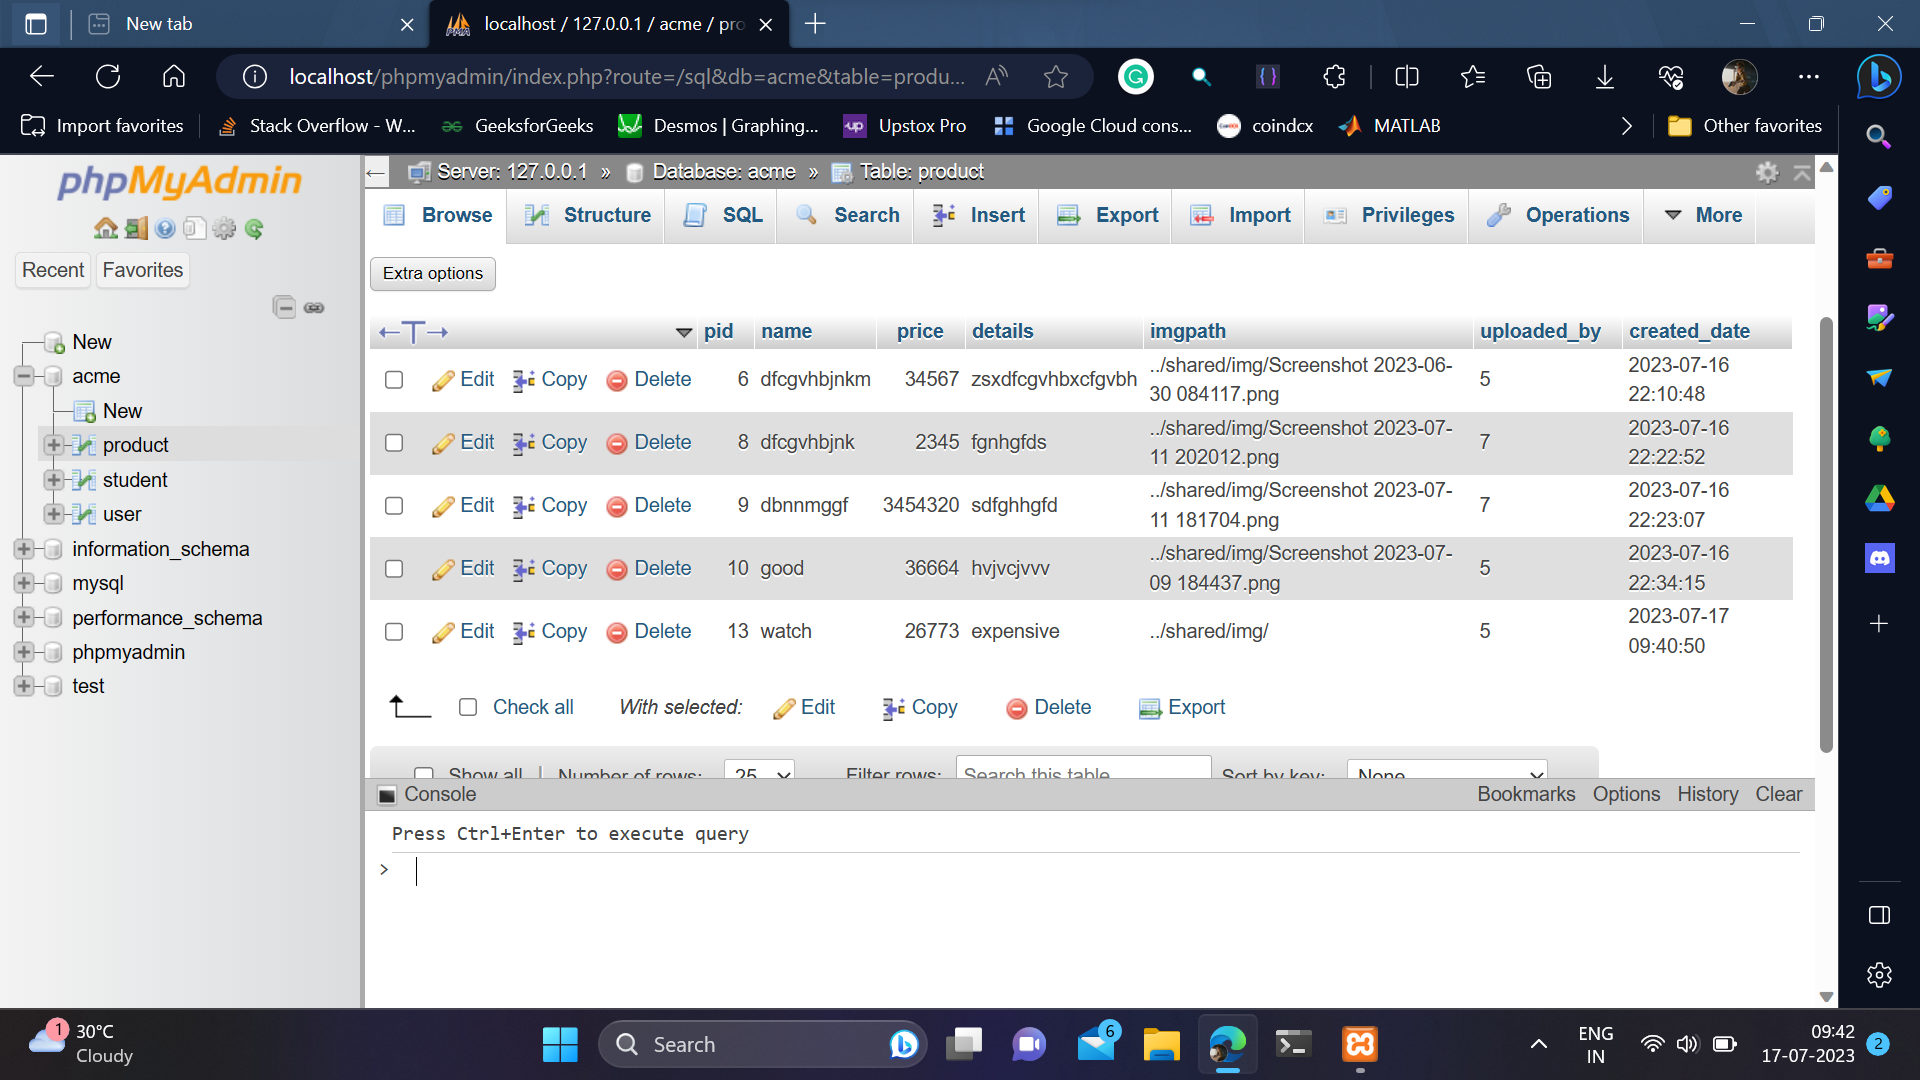 New tab
localhost / 127.0.0.1 / acme / pro
localhost/phpmyadmin/index.php?route=/sql&db=acme&table=produ...
Import favorites
Stack Overflow - W...
GeeksforGeeks
Desmos | Graphing...
Upstox Pro
Google Cloud cons...
coindcx
MATLAB
Other favorites
phpMyAdmin
Recent Favorites
New
acme
New
product
student
user
information_schema
mysql
performance_schema
phpmyadmin
test
Server: 127.0.0.1 » Database: acme » Table: product
Browse Structure SQL Search Insert Export Import Privileges Operations More
Extra options
pid name price details imgpath uploaded_by created_date
Edit Copy Delete 6 dfcgvhbjnkm 34567 zsxdfcgvhbxcfgvbh ../shared/img/Screenshot 2023-06-30 084117.png 5 2023-07-16 22:10:48
Edit Copy Delete 8 dfcgvhbjnk 2345 fgnhgfds ../shared/img/Screenshot 2023-07-11 202012.png 7 2023-07-16 22:22:52
Edit Copy Delete 9 dbnnmggf 3454320 sdfghhgfd ../shared/img/Screenshot 2023-07-11 181704.png 7 2023-07-16 22:23:07
Edit Copy Delete 10 good 36664 hvjvcjvvv ../shared/img/Screenshot 2023-07-09 184437.png 5 2023-07-16 22:34:15
Edit Copy Delete 13 watch 26773 expensive ../shared/img/ 5 2023-07-17 09:40:50
Check all With selected: Edit Copy Delete Export
Show all | Number of rows: 25 Filter rows: Search this table Sort by key: None
Console Bookmarks Options History Clear
Press Ctrl+Enter to execute query
>
1
30°C
Cloudy
Search
6
ENG
IN
09:42
17-07-2023
2